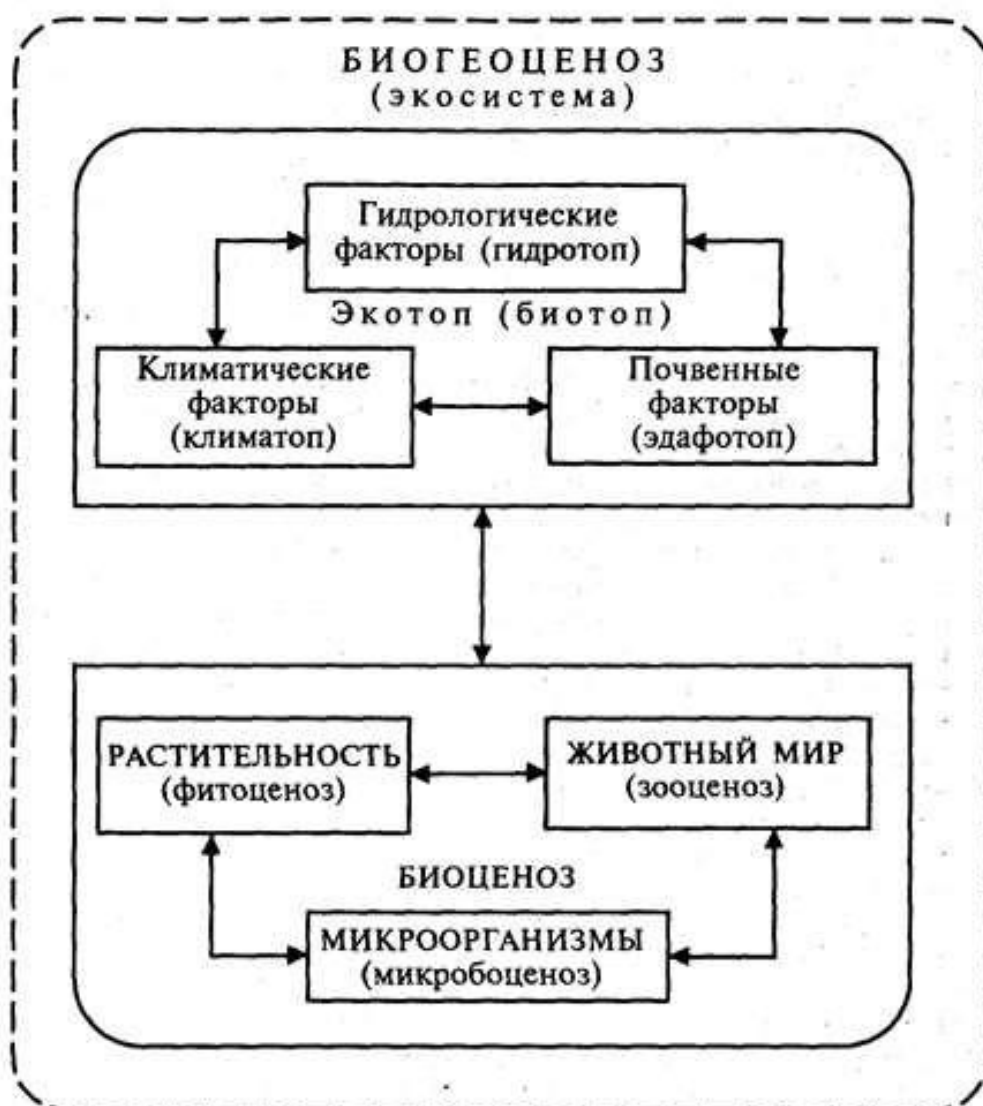 БИОГЕОЦЕНОЗ
(экосистема)
Гидрологические
факторы (гидротоп)
Экотоп (биотоп)
Климатические
факторы
(климатоп)
Почвенные
факторы
(эдафотоп)
РАСТИТЕЛЬНОСТЬ
(фитоценоз)
ЖИВОТНЫЙ МИР
(зооценоз)
БИОЦЕНОЗ
МИКРООРГАНИЗМЫ
(микробоценоз)